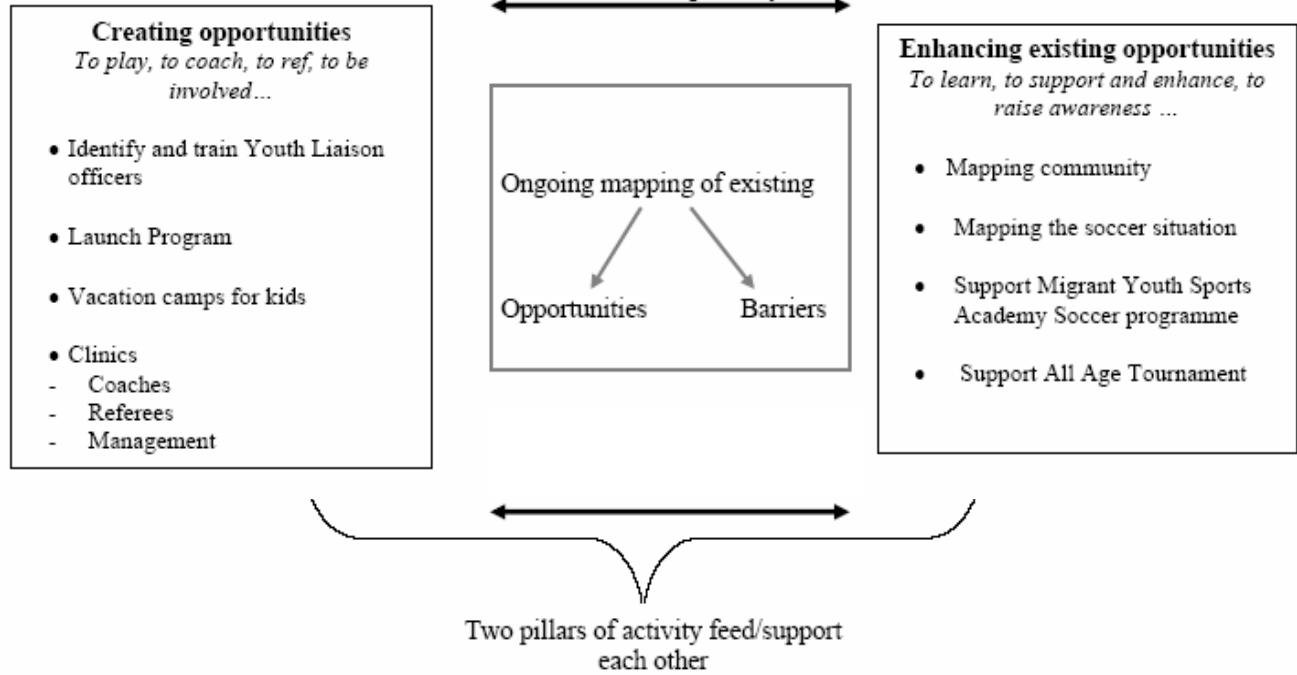 Creating opportunities
To play, to coach, to ref, to be
involved…
• Identify and train Youth Liaison
officers
• Launch Program
• Vacation camps for kids
• Clinics
- Coaches
- Referees
- Management
Ongoing mapping of existing
Opportunities
Barriers
Enhancing existing opportunities
To learn, to support and enhance, to
raise awareness …
• Mapping community
• Mapping the soccer situation
• Support Migrant Youth Sports
Academy Soccer programme
• Support All Age Tournament
Two pillars of activity feed/support
each other